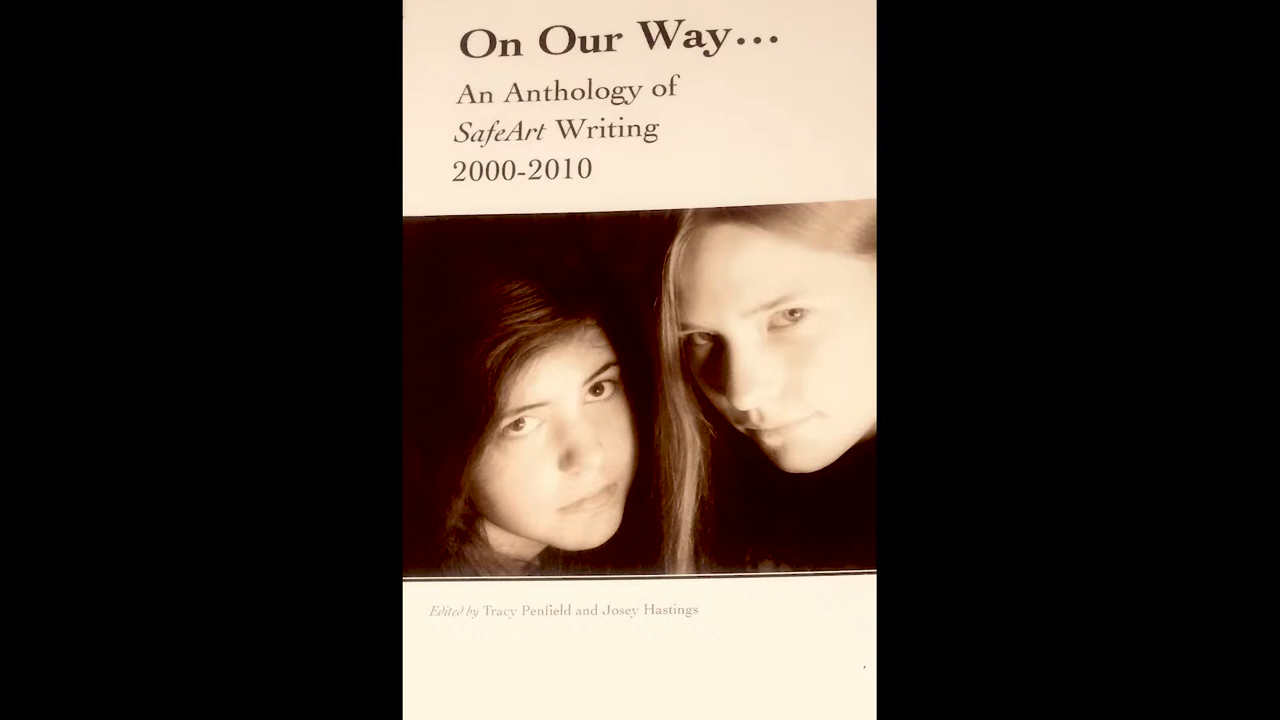 On Our Way...
An Anthology of
SafeArt Writing
2000-2010
Edited by Tracy Penfield and Josey Hastings